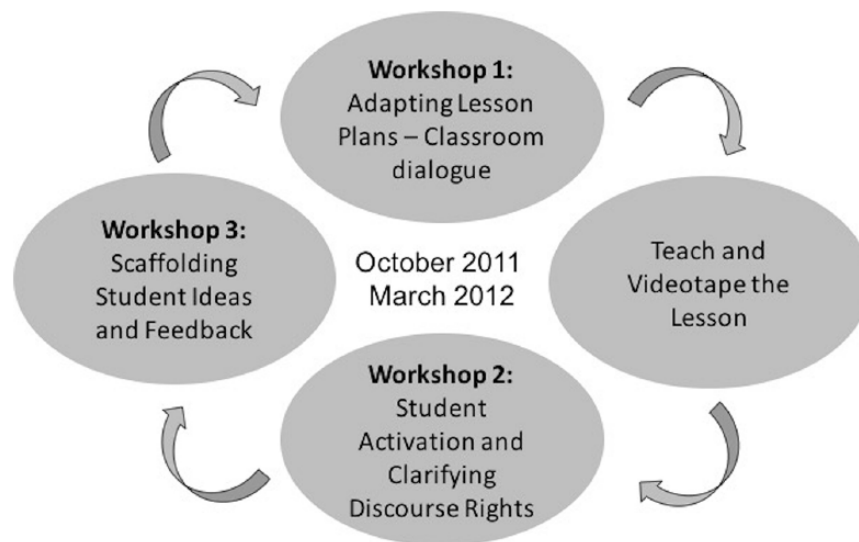 Workshop 1:
Adapting Lesson
Plans – Classroom
dialogue
Teach and
Videotape the
Lesson
Workshop 2:
Student
Activation and
Clarifying
Discourse Rights
Workshop 3:
Scaffolding
Student Ideas
and Feedback
October 2011
March 2012